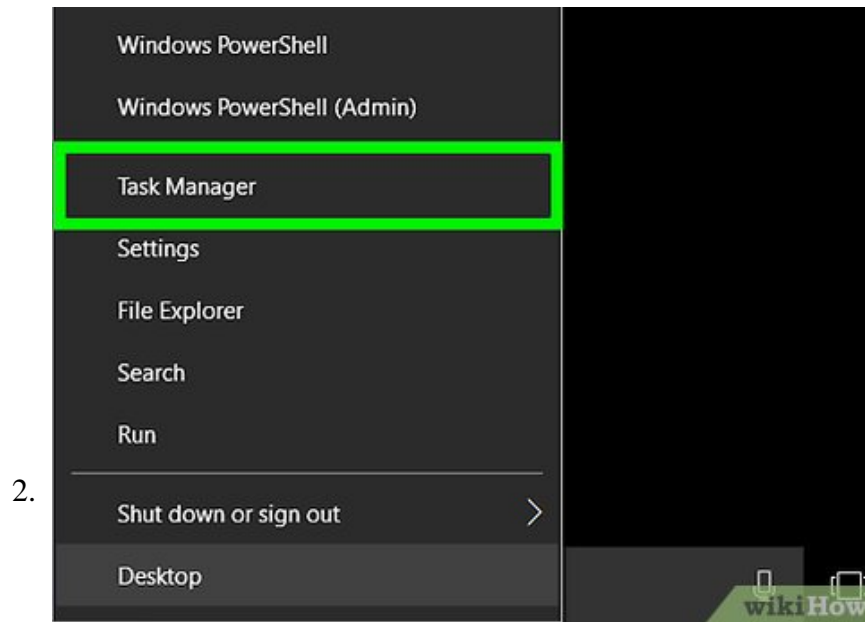 Windows PowerShell
Windows PowerShell (Admin)
Task Manager
Settings
File Explorer
Search
Run
2.
Shut down or sign out
Desktop
wikiHow